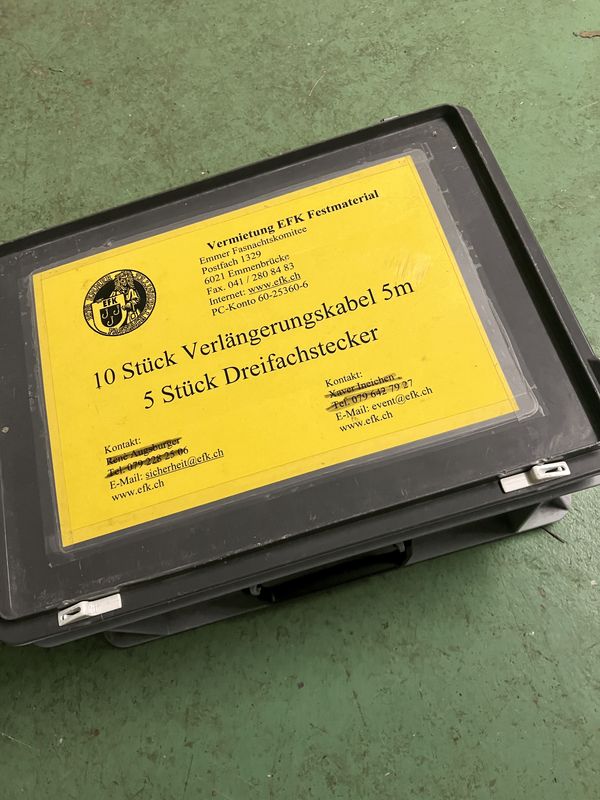 Vermietung EFK Festmaterial
Emmer Fasnachtskomitee
Postfach 1329
6021 Emmenbrücke
Fax. 041 / 280 84 83
Internet: www.efk.ch
PC-Konto 60-25360-6
EFK
10 Stück Verlängerungskabel 5m
5 Stück Dreifachstecker
Kontakt:
René Augsburger
Tel: 079 228 25 06
E-Mail: sicherheit@efk.ch
www.efk.ch
Kontakt:
Xaver Ineichen
Tel: 079 642 79 27
E-Mail: event@efk.ch
www.efk.ch